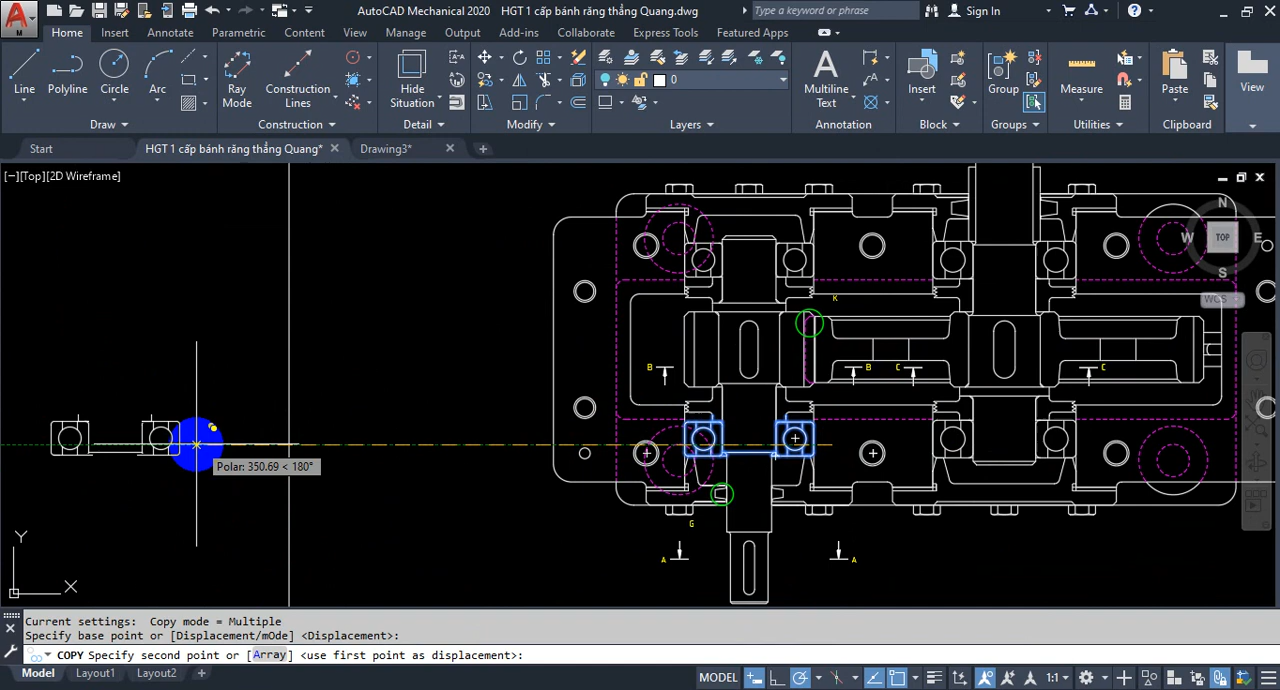 AutoCAD Mechanical 2020 HGT 1 cấp bánh răng thẳng Quang.dwg Type a keyword or phrase Sign In
M Home Insert Annotate Parametric Content View Manage Output Add-ins Collaborate Express Tools Featured Apps
Line Polyline Circle Arc Ray Mode Construction Lines Hide Situation 0 Multiline Text Insert Group Measure Paste View
Draw Construction Detail Modify Layers Annotation Block Groups Utilities Clipboard
Start HGT 1 cấp bánh răng thẳng Quang* Drawing3*
[−][Top][2D Wireframe]
N
W TOP E
S
WCS
K
B B C C
Polar: 350.69 < 180°
G
A A
Y
X
Current settings: Copy mode = Multiple
Specify base point or [Displacement/mOde] <Displacement>:
COPY Specify second point or [Array] <use first point as displacement>:
Model Layout1 Layout2 MODEL 1:1